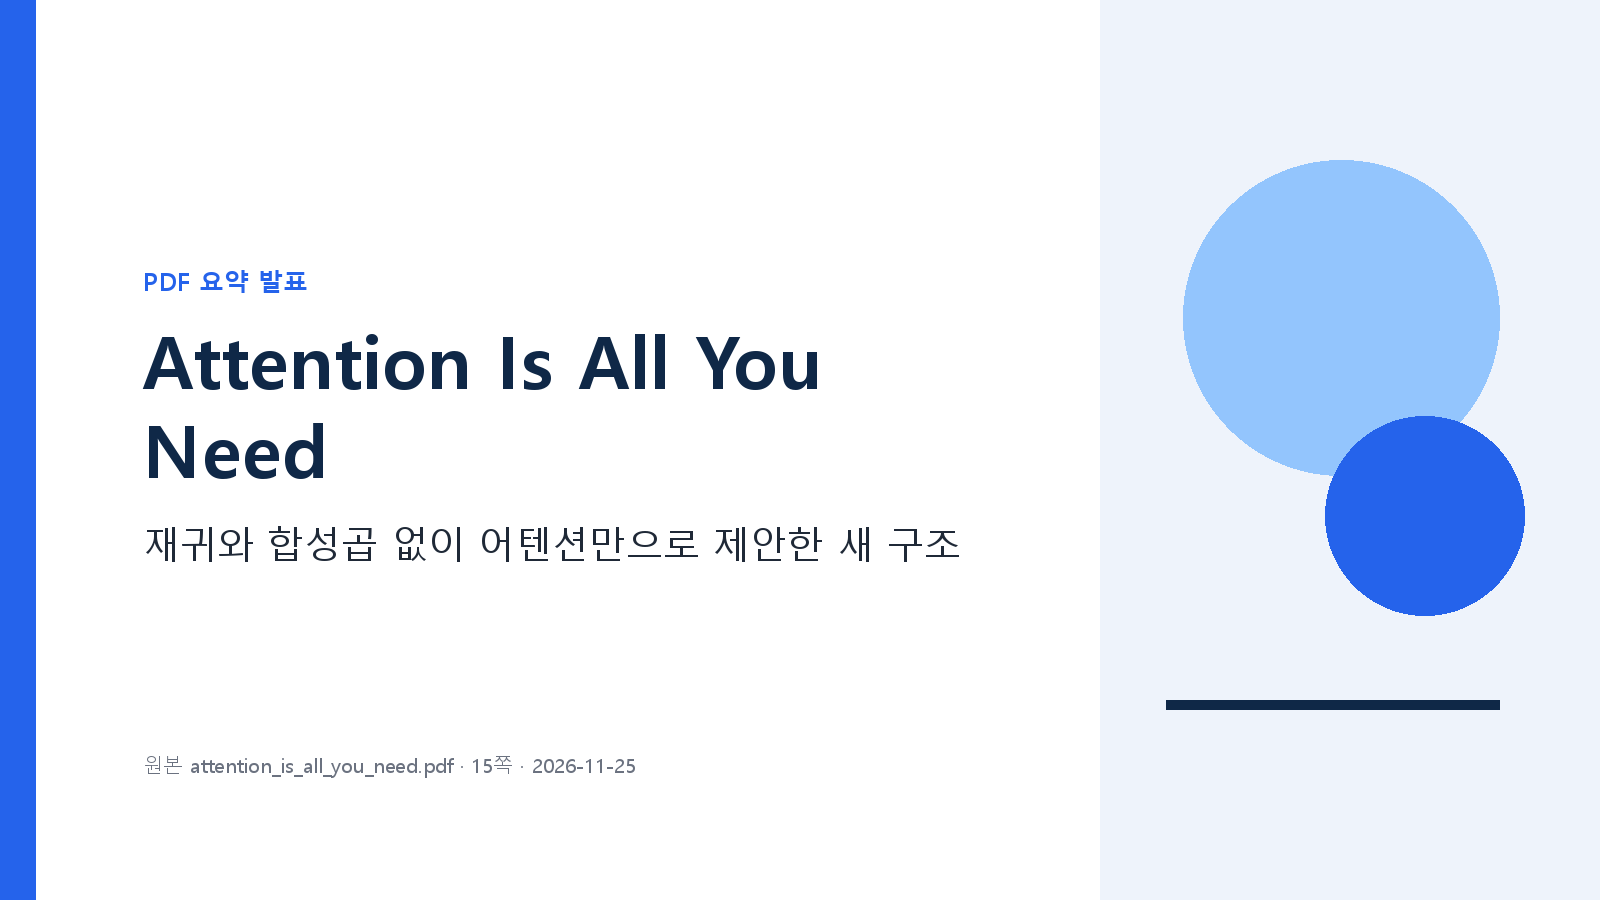 PDF 요약 발표
Attention Is All You
Need
재귀와 합성곱 없이 어텐션만으로 제안한 새 구조
원본 attention_is_all_you_need.pdf · 15쪽 · 2026-11-25